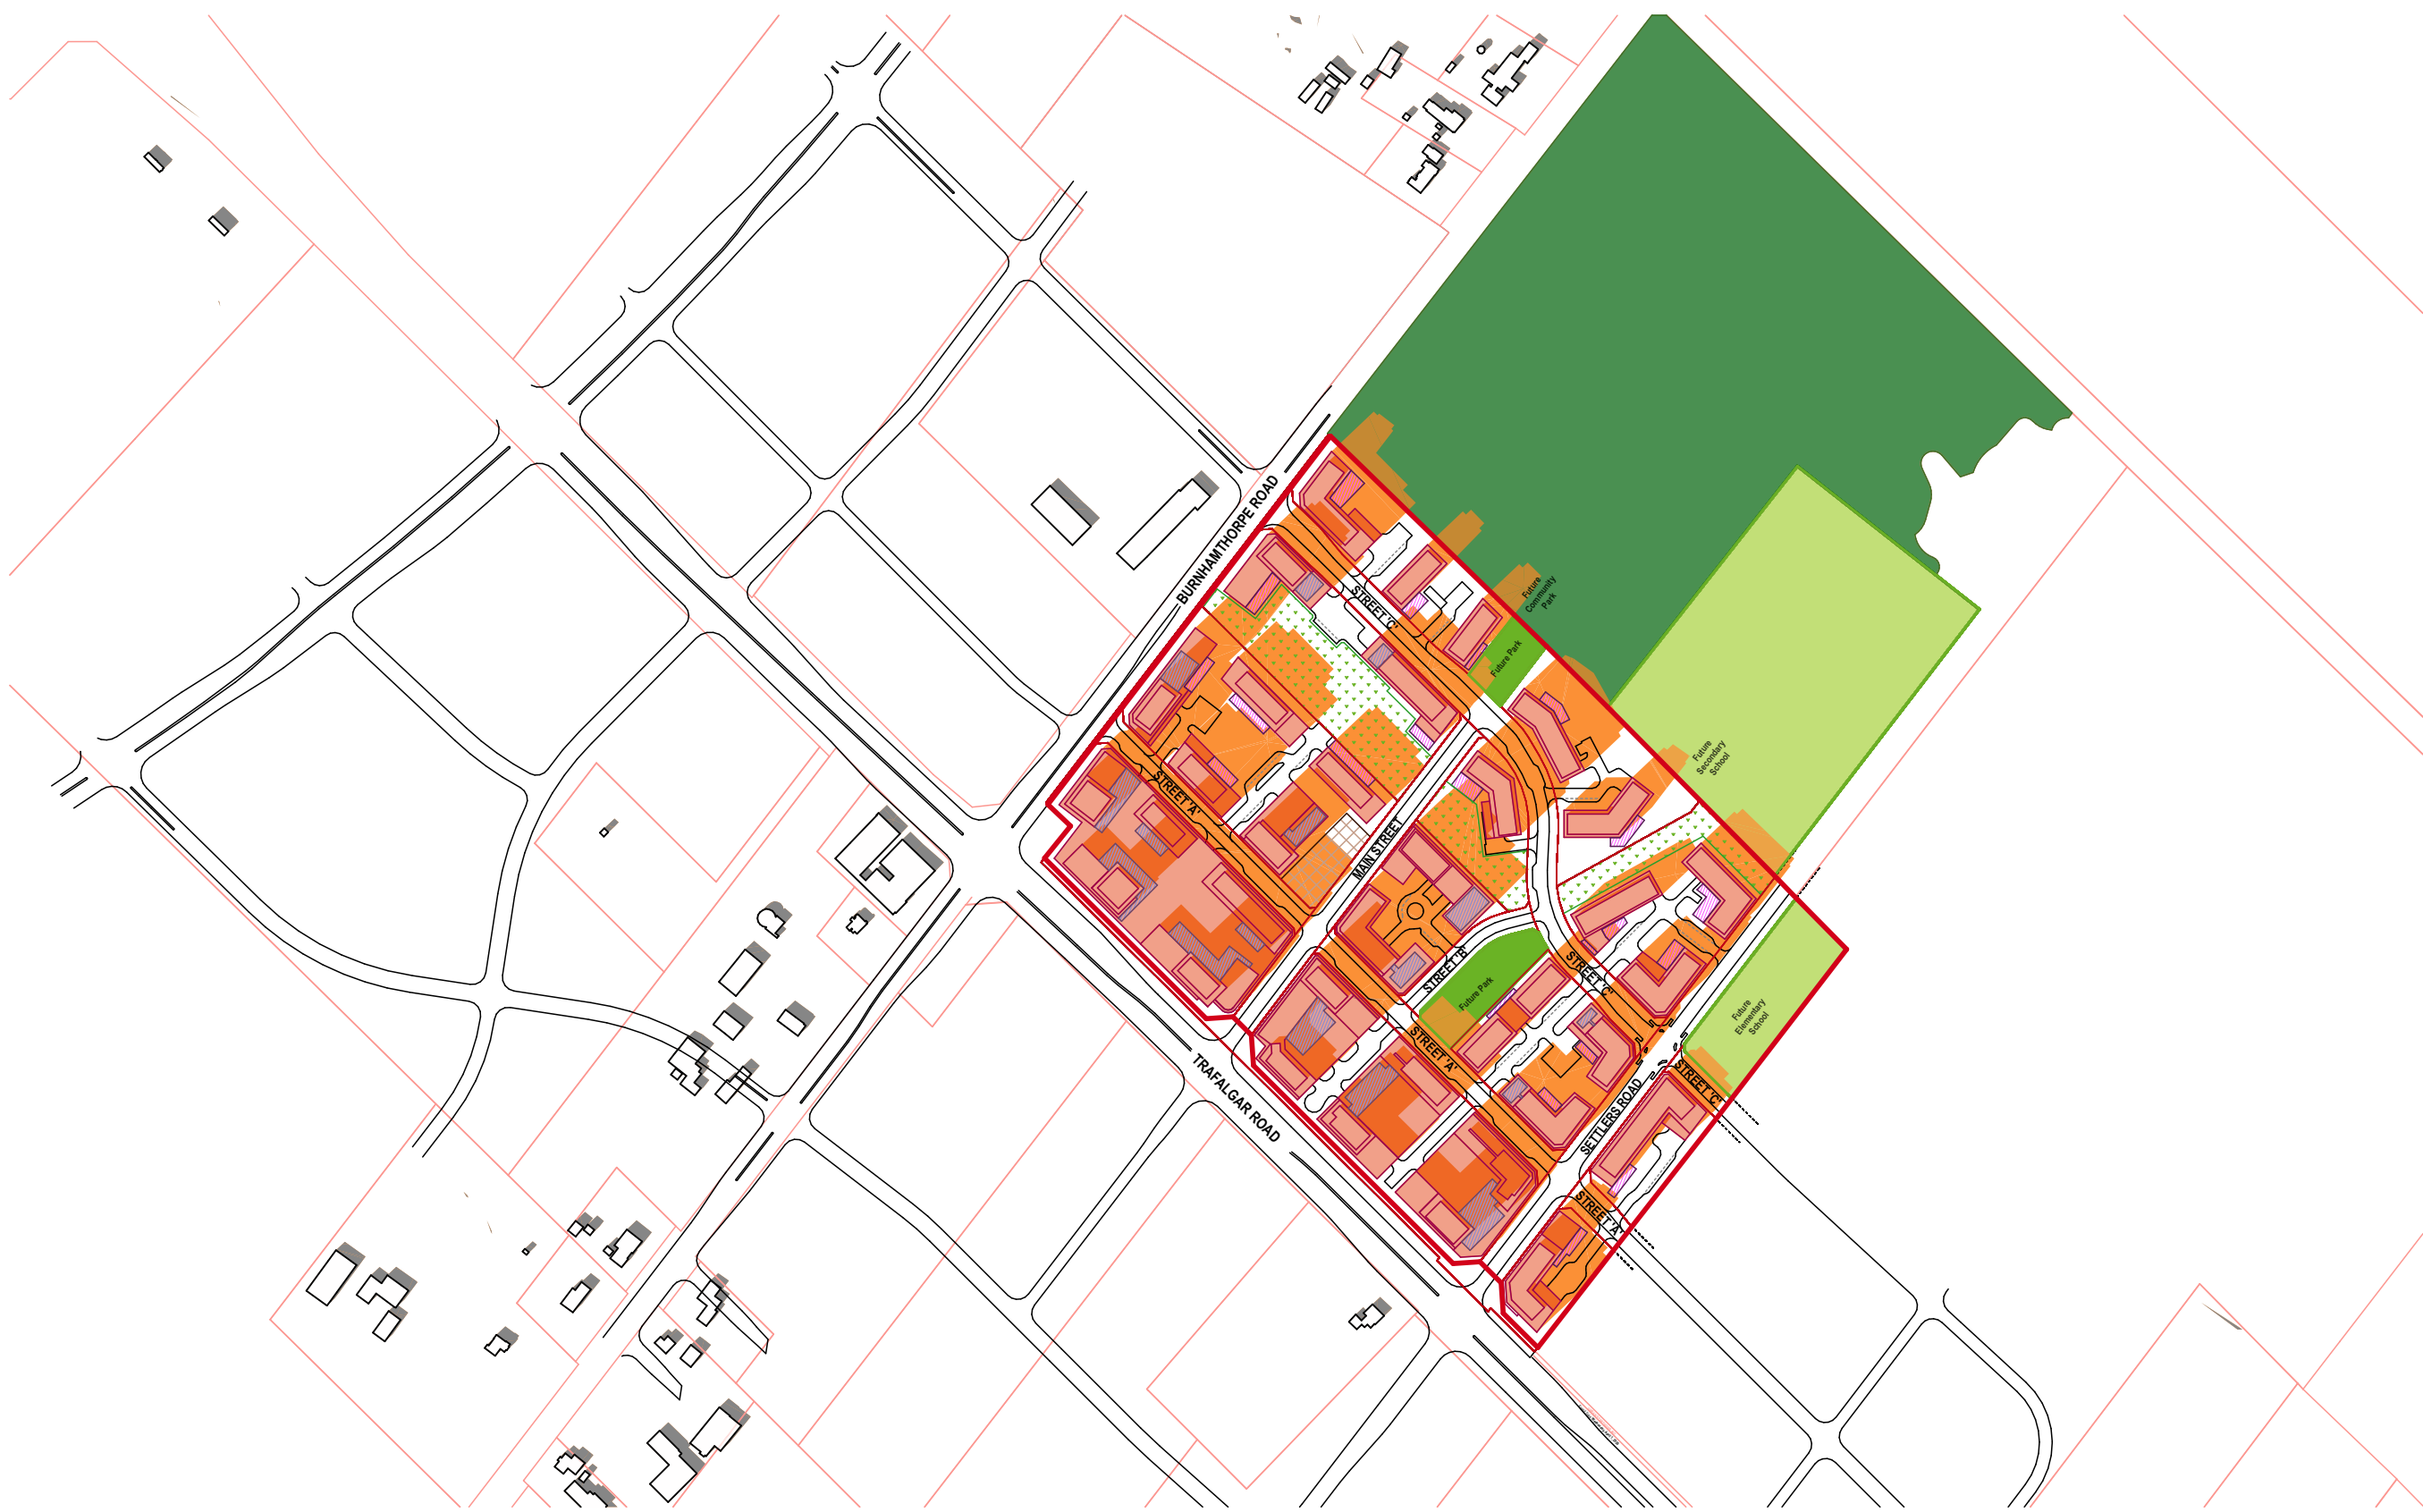 BURNHAMTHORPE ROAD
Future
Community
Park
STREET 'C'
Future Park
Future
Secondary
School
STREET 'A'
MAIN STREET
STREET 'B'
Future Park
STREET 'C'
Future
Elementary
School
STREET 'A'
TRAFALGAR ROAD
SETTLERS ROAD
STREET 'C'
STREET 'A'